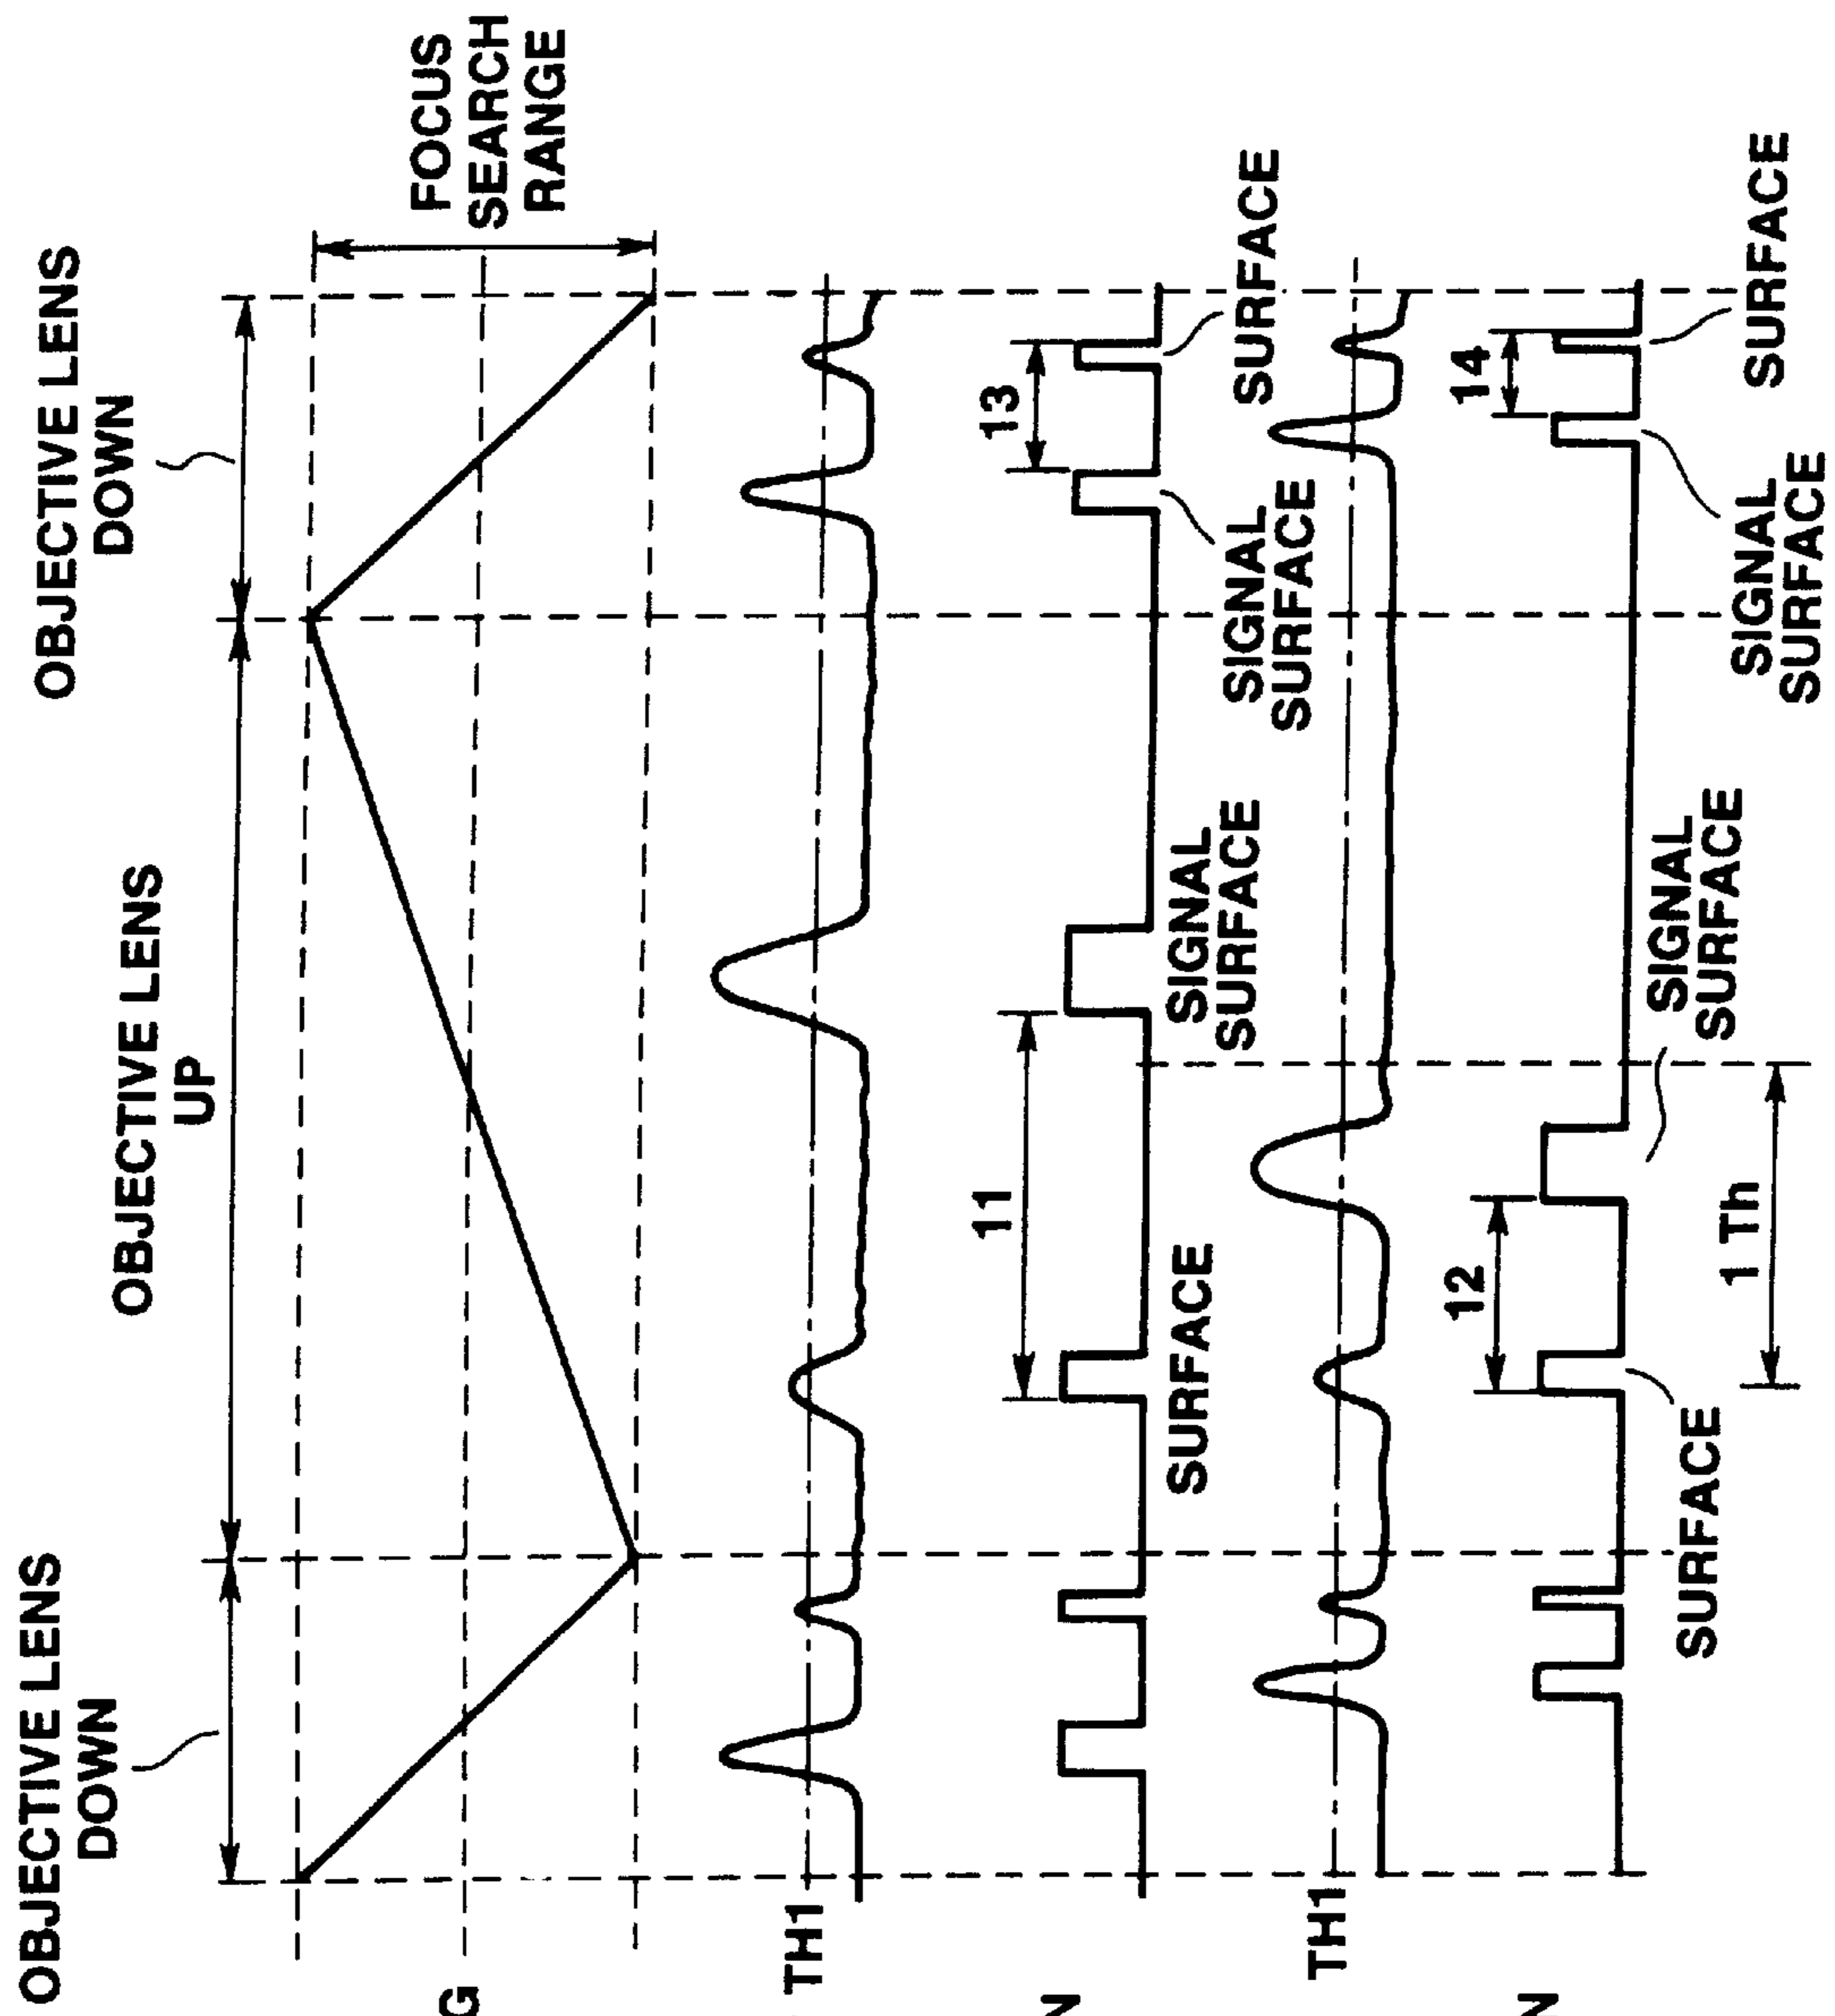 OBJECTIVE LENS
DOWN
OBJECTIVE LENS
UP
OBJECTIVE LENS
DOWN
FOCUS
SEARCH
RANGE
G
TH1
N
11
13
SURFACE
SIGNAL
SURFACE
SIGNAL
SURFACE
SURFACE
TH1
N
12
14
SURFACE
1 Th
SIGNAL
SURFACE
SIGNAL
SURFACE
SURFACE